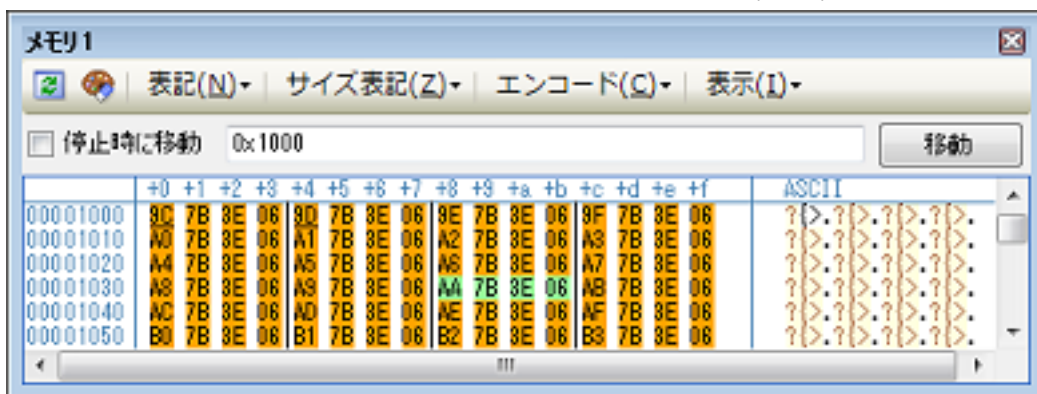 メモリ1
表記(N)▾ サイズ表記(Z)▾ エンコード(C)▾ 表示(I)▾
停止時に移動 0x1000 移動
+0 +1 +2 +3 +4 +5 +6 +7 +8 +9 +a +b +c +d +e +f ASCII
00001000 9C 7B 3E 06 9D 7B 3E 06 9E 7B 3E 06 9F 7B 3E 06 ?{>.?{>.?{>.?{>.
00001010 A0 7B 3E 06 A1 7B 3E 06 A2 7B 3E 06 A3 7B 3E 06 ?{>.?{>.?{>.?{>.
00001020 A4 7B 3E 06 A5 7B 3E 06 A6 7B 3E 06 A7 7B 3E 06 ?{>.?{>.?{>.?{>.
00001030 A8 7B 3E 06 A9 7B 3E 06 AA 7B 3E 06 AB 7B 3E 06 ?{>.?{>.?{>.?{>.
00001040 AC 7B 3E 06 AD 7B 3E 06 AE 7B 3E 06 AF 7B 3E 06 ?{>.?{>.?{>.?{>.
00001050 B0 7B 3E 06 B1 7B 3E 06 B2 7B 3E 06 B3 7B 3E 06 ?{>.?{>.?{>.?{>.